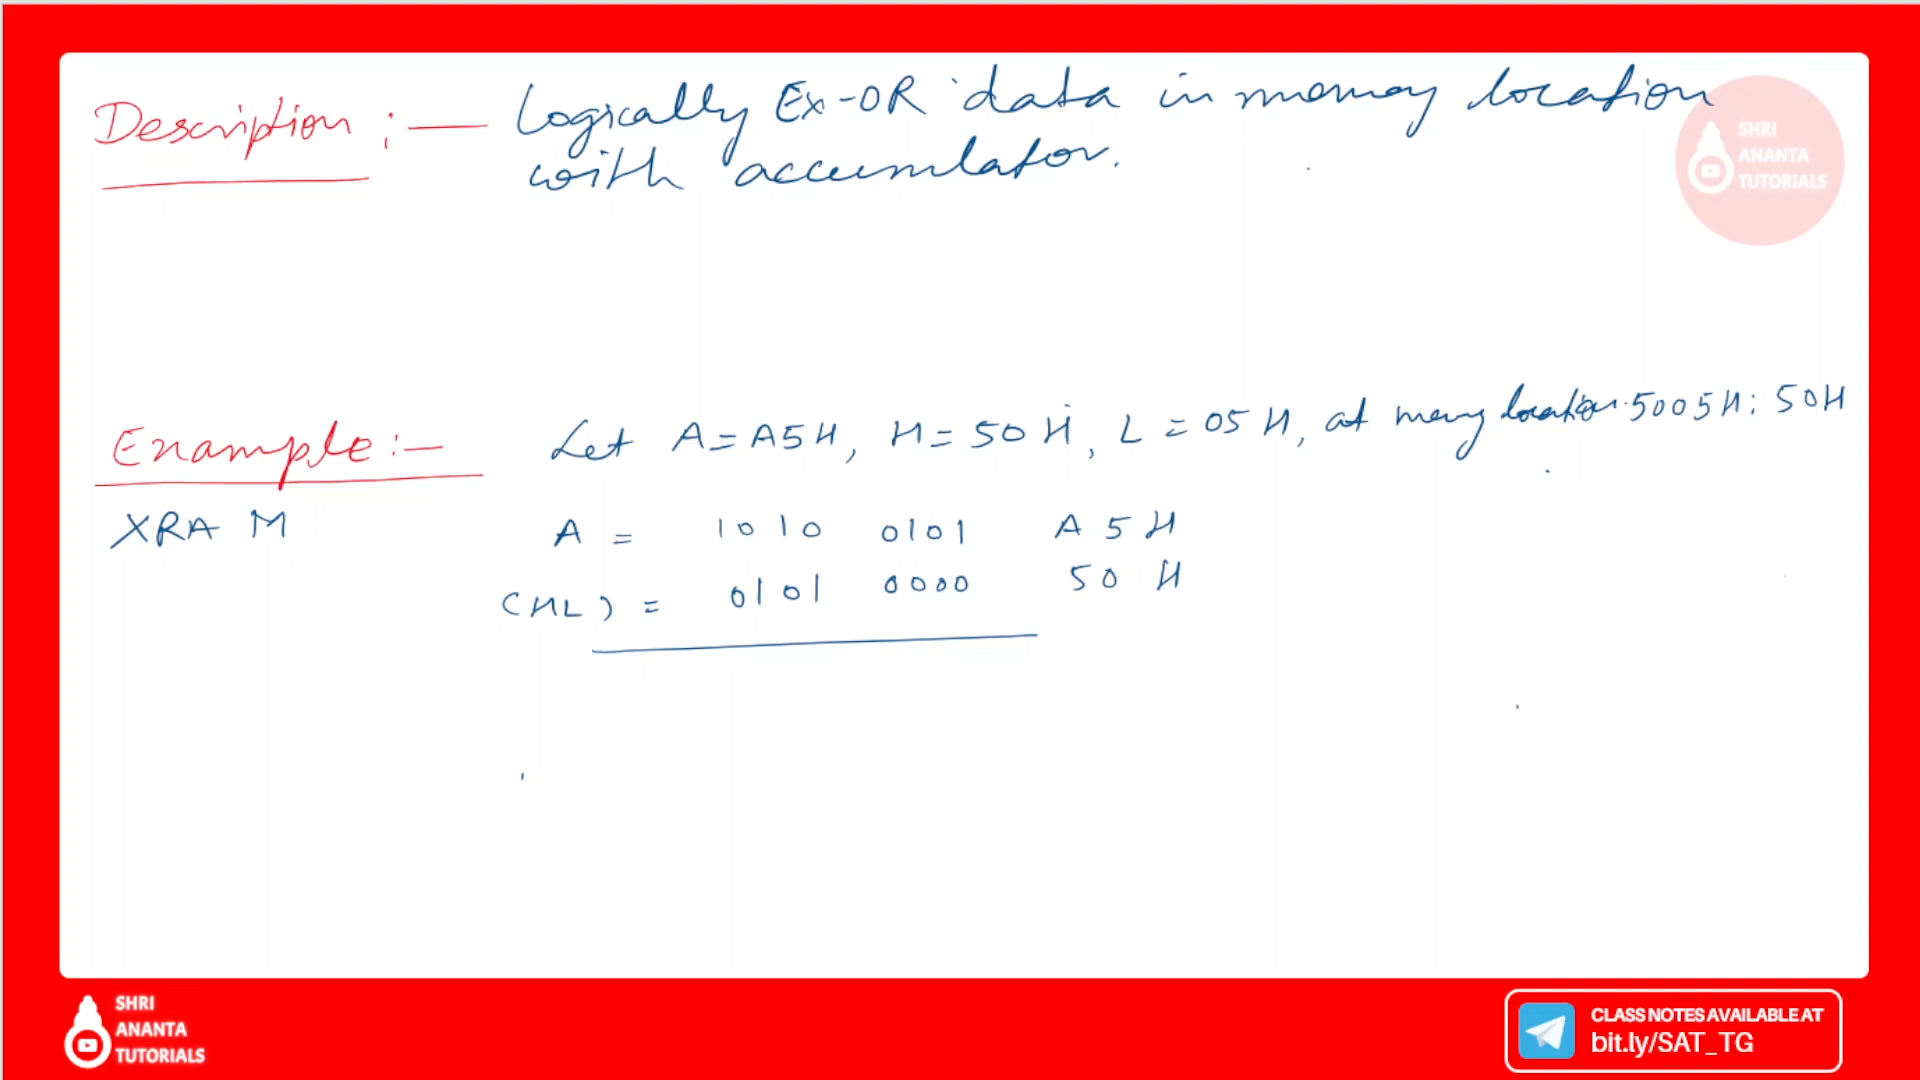 Description :— Logically Ex-OR data in memory location
with accumulator.
SHRI
ANANTA
TUTORIALS
Example :— Let A = A5H, H = 50H, L = 05H, at memory location 5005H : 50H
XRA M A = 1010 0101 A5H
(HL) = 0101 0000 50H
SHRI
ANANTA
TUTORIALS
CLASS NOTES AVAILABLE AT
bit.ly/SAT_TG